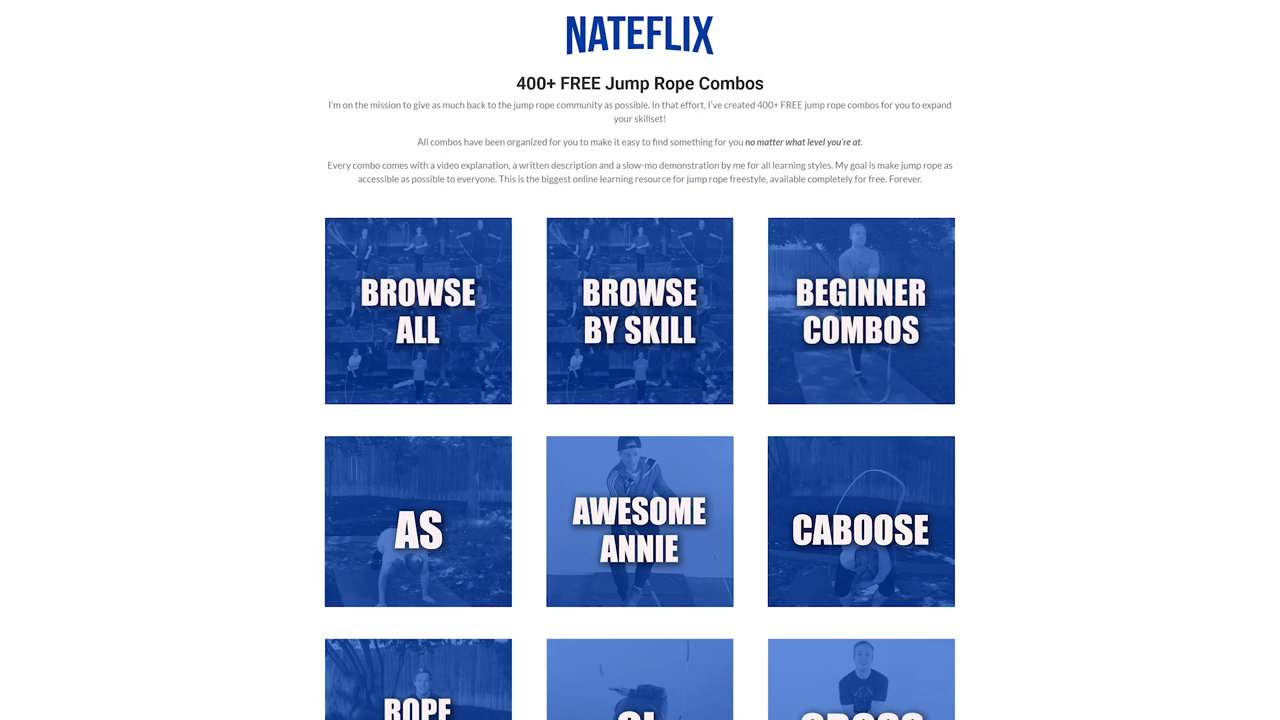 NATEFLIX
400+ FREE Jump Rope Combos
I'm on the mission to give as much back to the jump rope community as possible. In that effort, I've created 400+ FREE jump rope combos for you to expand
your skillset!
All combos have been organized for you to make it easy to find something for you no matter what level you're at.
Every combo comes with a video explanation, a written description and a slow-mo demonstration by me for all learning styles. My goal is make jump rope as
accessible as possible to everyone. This is the biggest online learning resource for jump rope freestyle, available completely for free. Forever.
BROWSE
ALL
BROWSE
BY SKILL
BEGINNER
COMBOS
AS
AWESOME
ANNIE
CABOOSE
ROPE